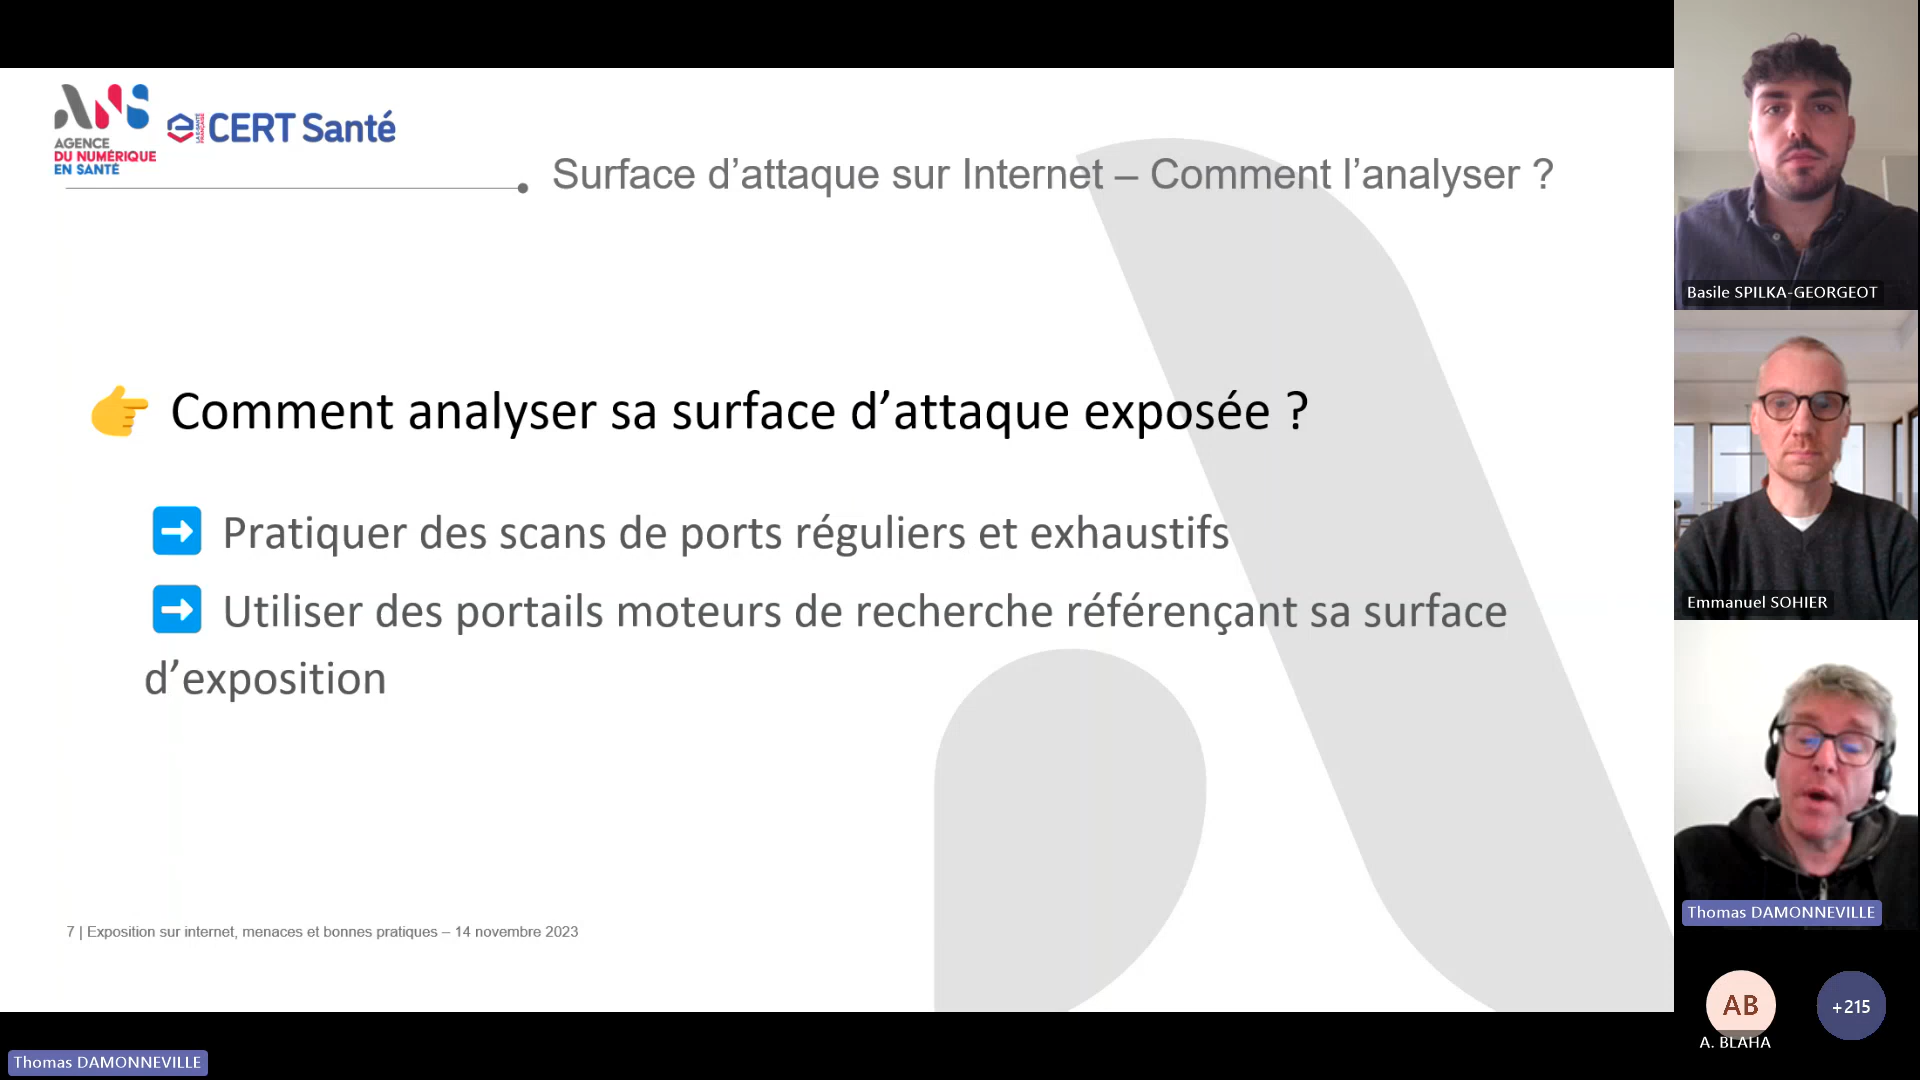 AGENCE
DU NUMÉRIQUE
EN SANTÉ
CERT Santé
Surface d’attaque sur Internet – Comment l’analyser ?
Comment analyser sa surface d’attaque exposée ?
Pratiquer des scans de ports réguliers et exhaustifs
Utiliser des portails moteurs de recherche référençant sa surface
d’exposition
7 | Exposition sur internet, menaces et bonnes pratiques – 14 novembre 2023
Thomas DAMONNEVILLE
Basile SPILKA-GEORGEOT
Emmanuel SOHIER
Thomas DAMONNEVILLE
AB
A. BLAHA
+215